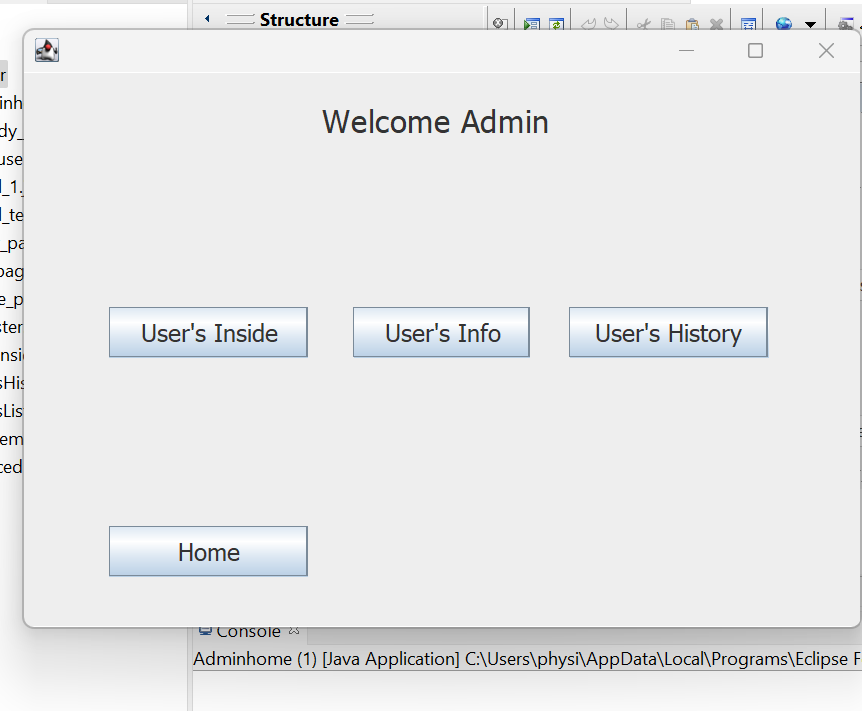 Structure
Welcome Admin
User's Inside
User's Info
User's History
Home
Console
Adminhome (1) [Java Application] C:\Users\physi\AppData\Local\Programs\Eclipse F